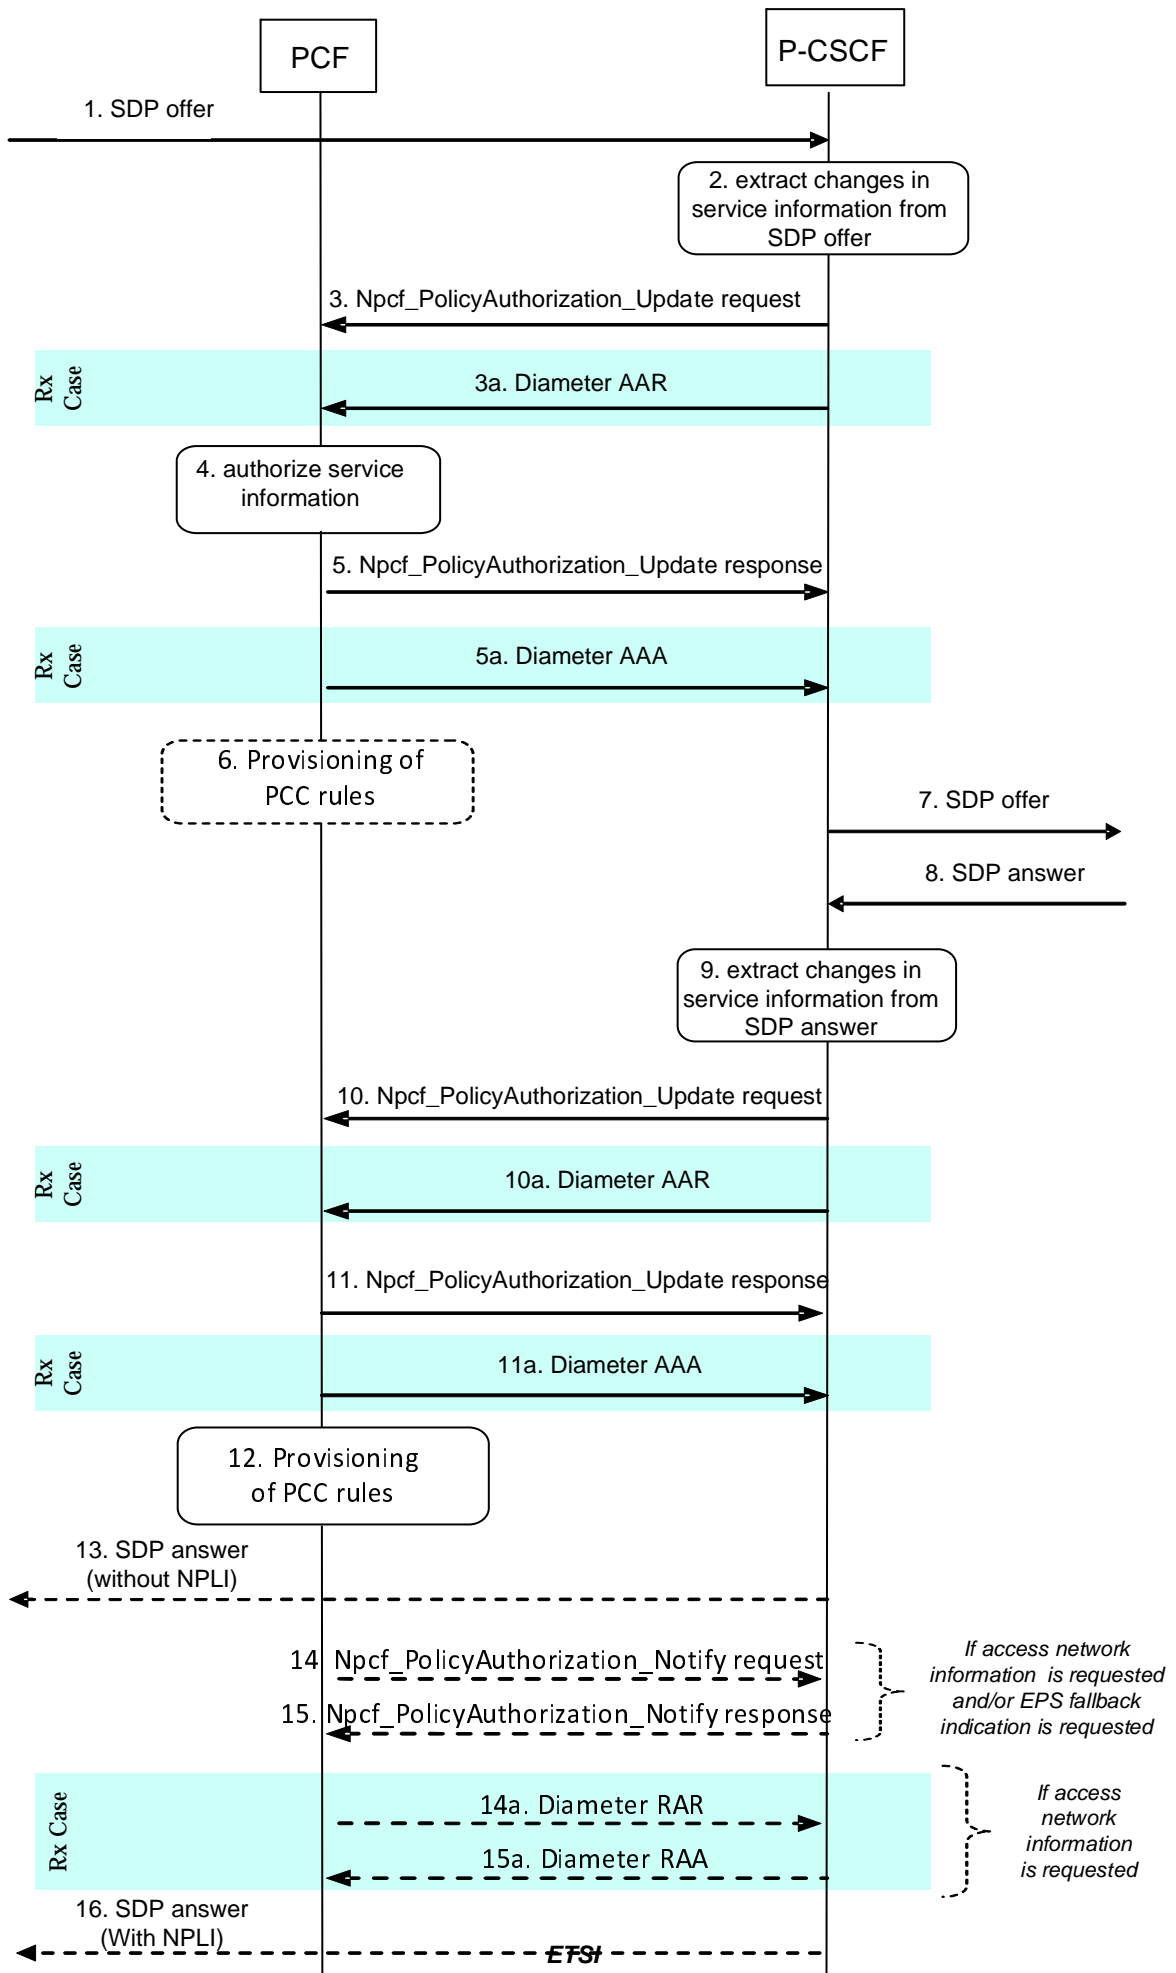 PCF
P-CSCF
1. SDP offer
2. extract changes in
service information from
SDP offer
3. Npcf_PolicyAuthorization_Update request
Rx
Case
3a. Diameter AAR
4. authorize service
information
5. Npcf_PolicyAuthorization_Update response
Rx
Case
5a. Diameter AAA
6. Provisioning of
PCC rules
7. SDP offer
8. SDP answer
9. extract changes in
service information from
SDP answer
10. Npcf_PolicyAuthorization_Update request
Rx
Case
10a. Diameter AAR
11. Npcf_PolicyAuthorization_Update response
Rx
Case
11a. Diameter AAA
12. Provisioning
of PCC rules
13. SDP answer
(without NPLI)
14. Npcf_PolicyAuthorization_Notify request
15. Npcf_PolicyAuthorization_Notify response
If access network
information is requested
and/or EPS fallback
indication is requested
Rx Case
14a. Diameter RAR
15a. Diameter RAA
If access
network
information
is requested
16. SDP answer
(With NPLI)
ETSI